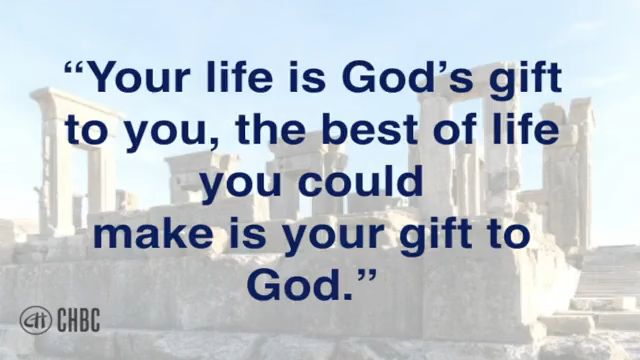 “Your life is God’s gift
to you, the best of life
you could
make is your gift to
God.”
CHBC